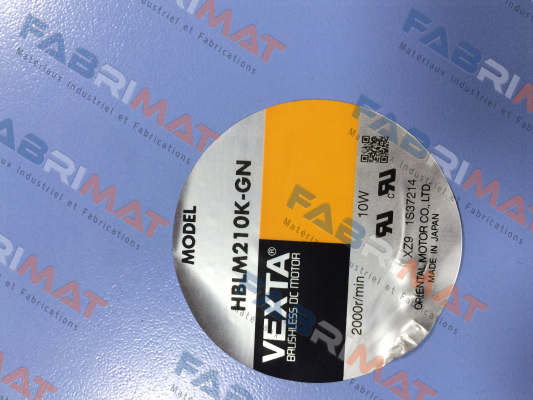 MODEL
HBLM210K-GN
VEXTA®
BRUSHLESS DC MOTOR
2000r/min 10W
XZ9 1S37214
ORIENTAL MOTOR CO., LTD.
MADE IN JAPAN
FABRIMAT
Materiaux Industriel et Fabrications